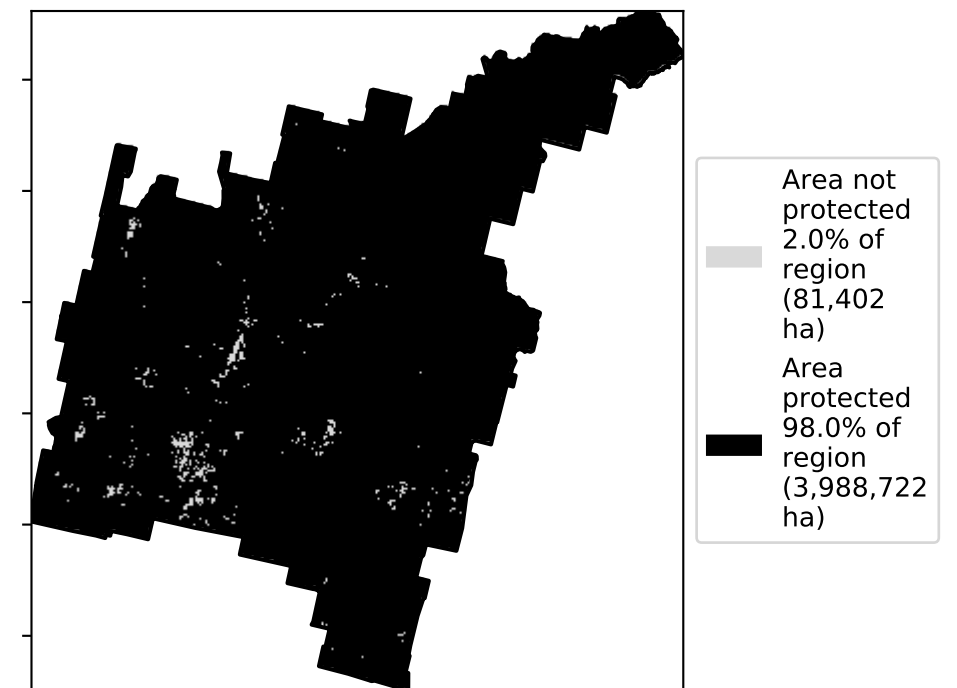 Area not
protected
2.0% of
region
(81,402
ha)
Area
protected
98.0% of
region
(3,988,722
ha)